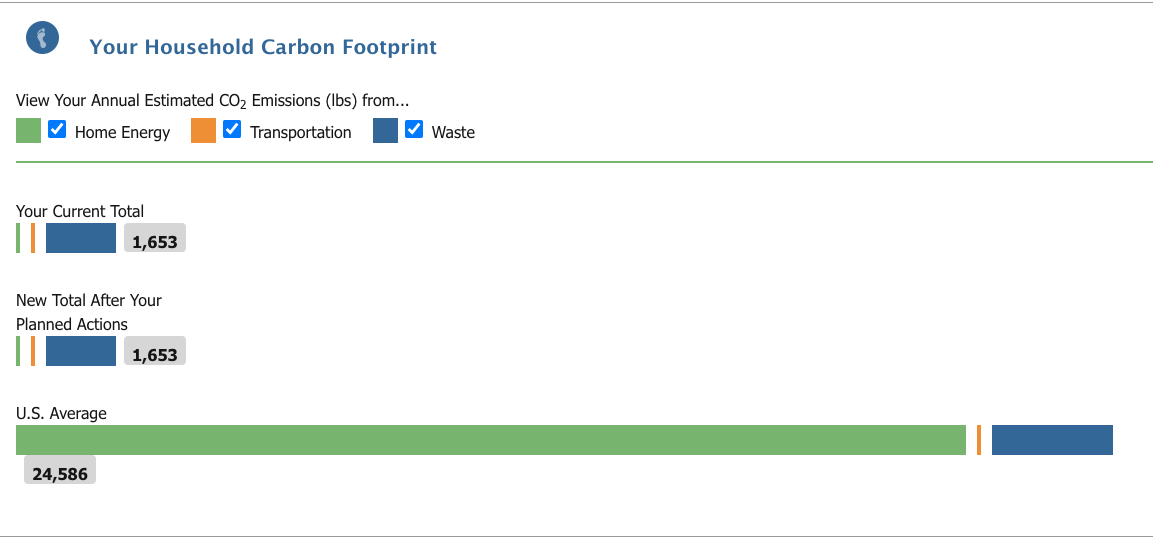 Your Household Carbon Footprint
View Your Annual Estimated CO₂ Emissions (lbs) from...
Home Energy Transportation Waste
Your Current Total
1,653
New Total After Your
Planned Actions
1,653
U.S. Average
24,586